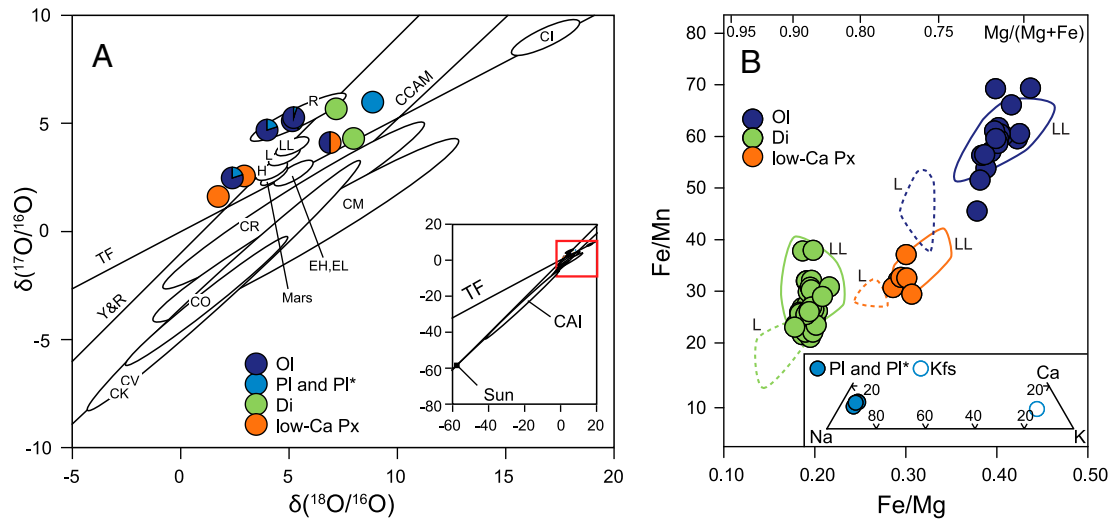 A
10
5
0
-5
-10
-5
0
5
10
15
20
δ(¹⁷O/¹⁶O)
δ(¹⁸O/¹⁶O)
CI
CCAM
R
LL
L
H
CM
CR
TF
EH,EL
Mars
Y&R
CO
CV
CK
Ol
Pl and Pl*
Di
low-Ca Px
20
0
-20
-40
-60
-80
-60
-40
-20
0
20
TF
CAI
Sun
B
0.95
0.90
0.85
0.80
0.75
Mg/(Mg+Fe)
Fe/Mn
80
70
60
50
40
30
20
10
0.10
0.20
0.30
0.40
0.50
Fe/Mg
Ol
Di
low-Ca Px
LL
L
LL
L
LL
L
Pl and Pl*
Kfs
Ca
20
20
80
60
40
20
Na
K